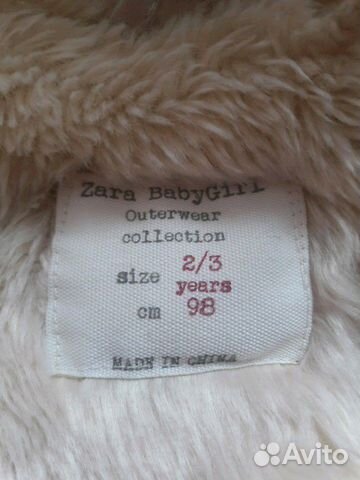 Zara BabyGirl
Outerwear
collection
size 2/3
years
cm 98
MADE IN CHINA
Avito